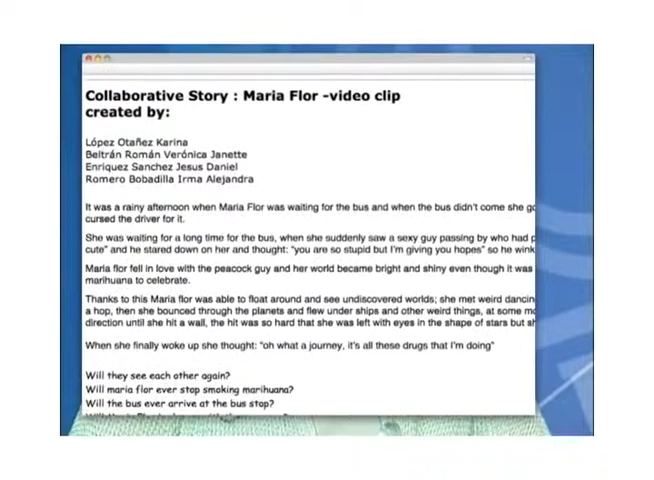 Collaborative Story : Maria Flor -video clip
created by:
López Otañez Karina
Beltrán Román Verónica Janette
Enriquez Sanchez Jesus Daniel
Romero Bobadilla Irma Alejandra
It was a rainy afternoon when Maria Flor was waiting for the bus and when the bus didn't come she
cursed the driver for it.
She was waiting for a long time for the bus, when she suddenly saw a sexy guy passing by who had
cute" and he stared down on her and thought: "you are so stupid but I'm giving you hopes" so he
Maria flor fell in love with the peacock guy and her world became bright and shiny even though it was
marihuana to celebrate.
Thanks to this Maria flor was able to float around and see undiscovered worlds; she met weird
a hop, then she bounced through the planets and flew under ships and other weird things, at some
direction until she hit a wall, the hit was so hard that she was left with eyes in the shape of stars but
When she finally woke up she thought: "oh what a journey, it's all these drugs that I'm doing"
Will they see each other again?
Will maria flor ever stop smoking marihuana?
Will the bus ever arrive at the bus stop?